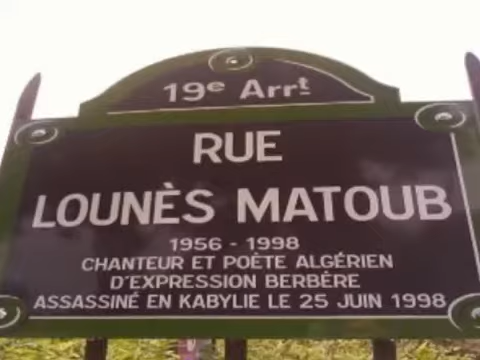 19e Arrt
RUE
LOUNÈS MATOUB
1956 - 1998
CHANTEUR ET POÈTE ALGÉRIEN
D'EXPRESSION BERBÈRE
ASSASSINÉ EN KABYLIE LE 25 JUIN 1998